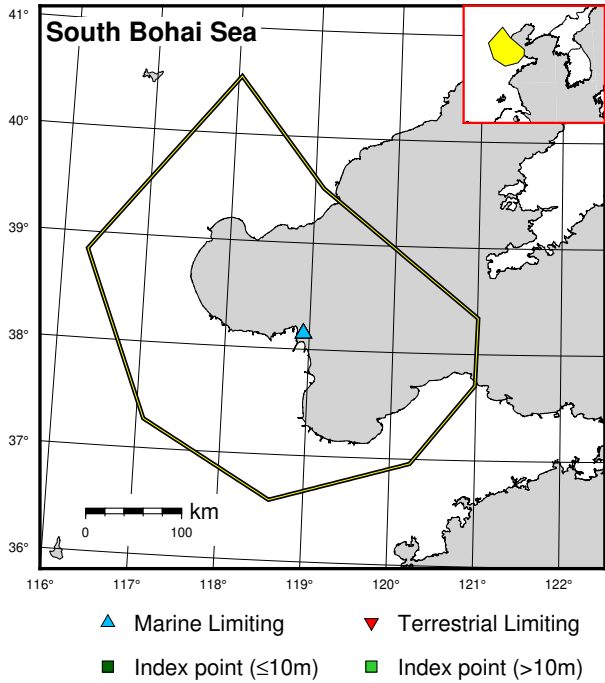 South Bohai Sea
41°
40°
39°
38°
37°
36°
0 100 km
116° 117° 118° 119° 120° 121° 122°
Marine Limiting Terrestrial Limiting
Index point (≤10m) Index point (>10m)